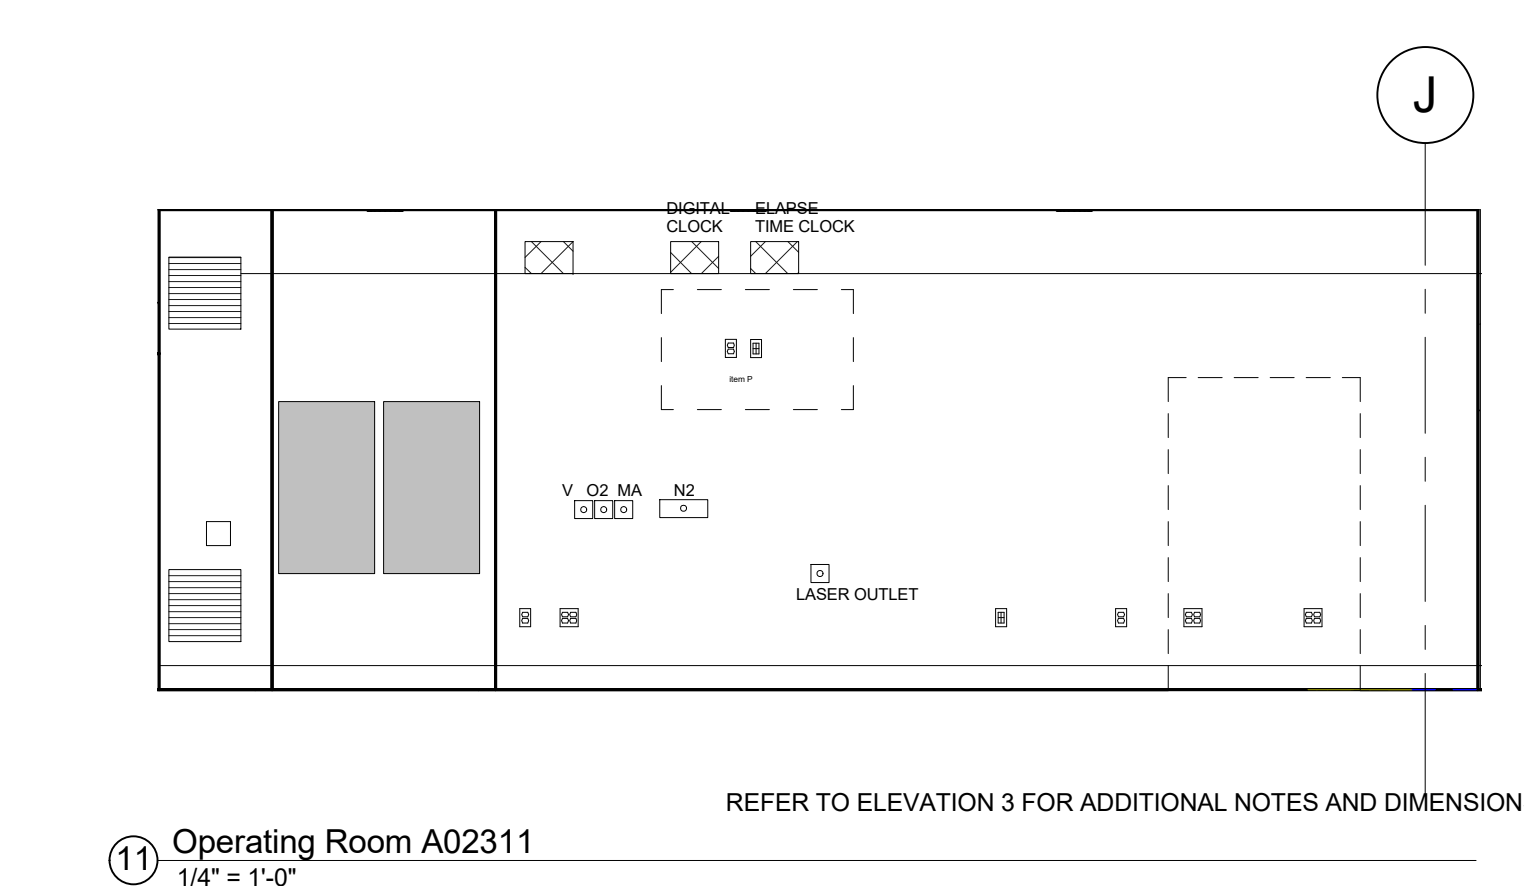 J
DIGITAL
CLOCK
ELAPSE
TIME CLOCK
item P
V O2 MA N2
LASER OUTLET
REFER TO ELEVATION 3 FOR ADDITIONAL NOTES AND DIMENSION
11 Operating Room A02311
1/4" = 1'-0"